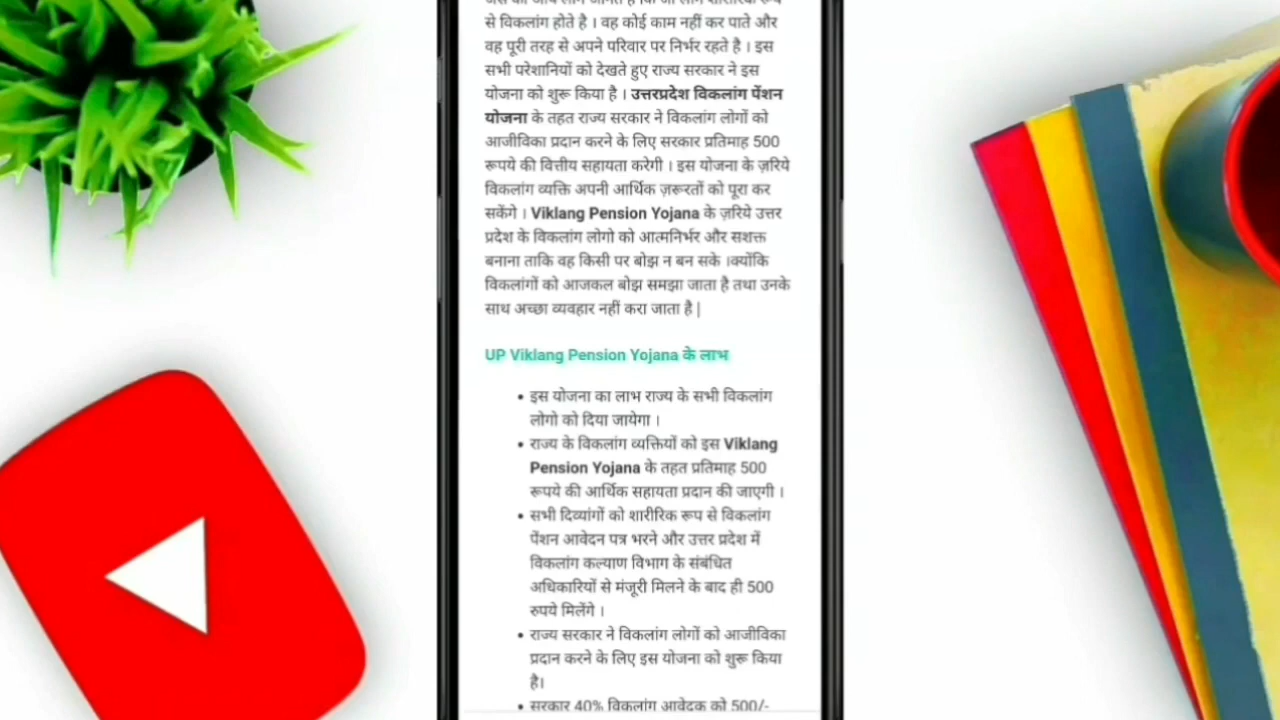 से विकलांग होते है । वह कोई काम नहीं कर पाते और
वह पूरी तरह से अपने परिवार पर निर्भर रहते है । इस
सभी परेशानियों को देखते हुए राज्य सरकार ने इस
योजना को शुरू किया है । उत्तरप्रदेश विकलांग पेंशन
योजना के तहत राज्य सरकार ने विकलांग लोगों को
आजीविका प्रदान करने के लिए सरकार प्रतिमाह 500
रूपये की वित्तीय सहायता करेगी । इस योजना के ज़रिये
विकलांग व्यक्ति अपनी आर्थिक ज़रूरतों को पूरा कर
सकेंगे । Viklang Pension Yojana के ज़रिये उत्तर
प्रदेश के विकलांग लोगो को आत्मनिर्भर और सशक्त
बनाना ताकि वह किसी पर बोझ न बन सके ।क्योंकि
विकलांगों को आजकल बोझ समझा जाता है तथा उनके
साथ अच्छा व्यवहार नहीं करा जाता है |
UP Viklang Pension Yojana के लाभ
• इस योजना का लाभ राज्य के सभी विकलांग
लोगो को दिया जायेगा ।
• राज्य के विकलांग व्यक्तियों को इस Viklang
Pension Yojana के तहत प्रतिमाह 500
रूपये की आर्थिक सहायता प्रदान की जाएगी ।
• सभी दिव्यांगों को शारीरिक रूप से विकलांग
पेंशन आवेदन पत्र भरने और उत्तर प्रदेश में
विकलांग कल्याण विभाग के संबंधित
अधिकारियों से मंजूरी मिलने के बाद ही 500
रुपये मिलेंगे ।
• राज्य सरकार ने विकलांग लोगों को आजीविका
प्रदान करने के लिए इस योजना को शुरू किया
है।
• सरकार 40% विकलांग आवेदक को 500/-